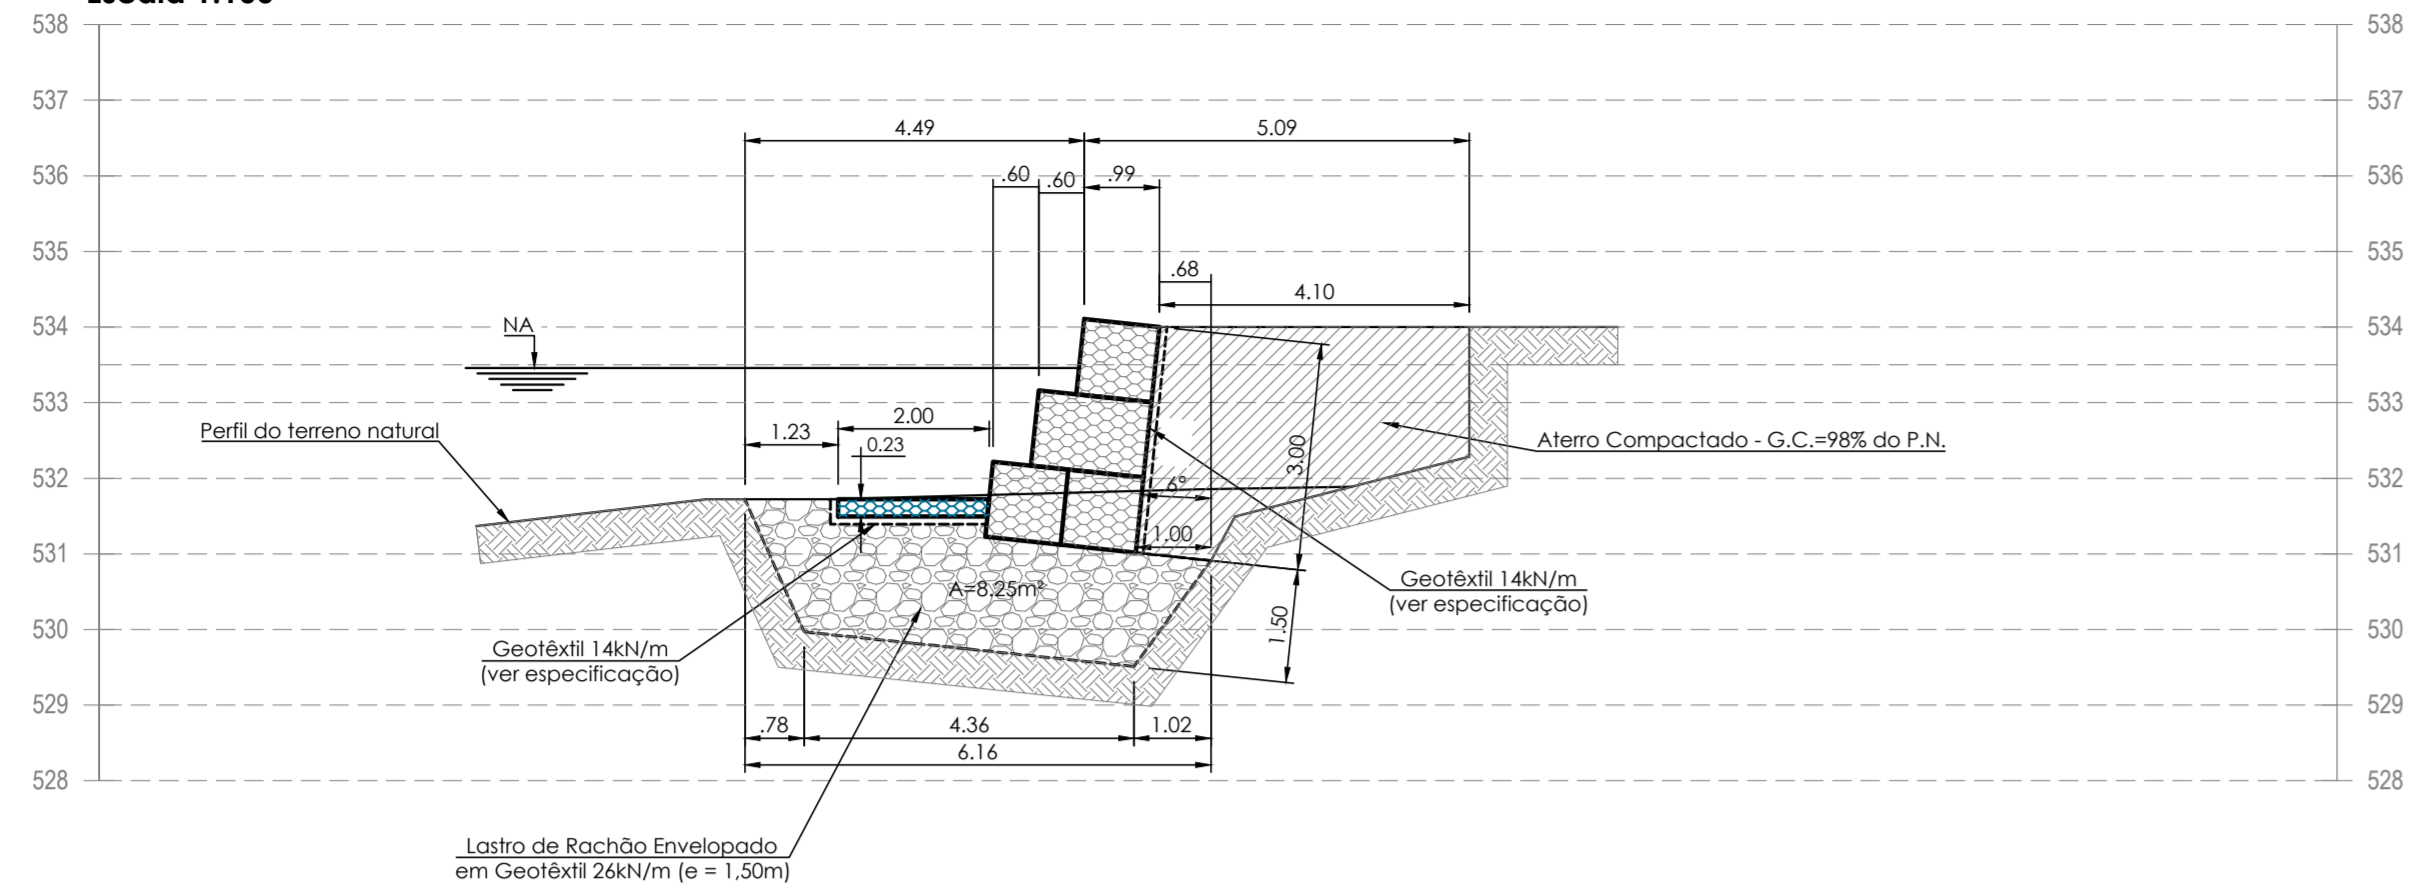 538 538
537 537
4.49 5.09
536 .60 .60 .99 536
535 535
.68
4.10
534 NA 534
533 533
2.00
1.23 0.23
Perfil do terreno natural
Aterro Compactado - G.C.=98% do P.N.
3.00
532 532
6°
531 1.00 531
A=8.25m²
Geotêxtil 14kN/m
(ver especificação)
1.50
530 530
Geotêxtil 14kN/m
(ver especificação)
529 529
.78 4.36 1.02
6.16
528 528
Lastro de Rachão Envelopado
em Geotêxtil 26kN/m (e = 1,50m)